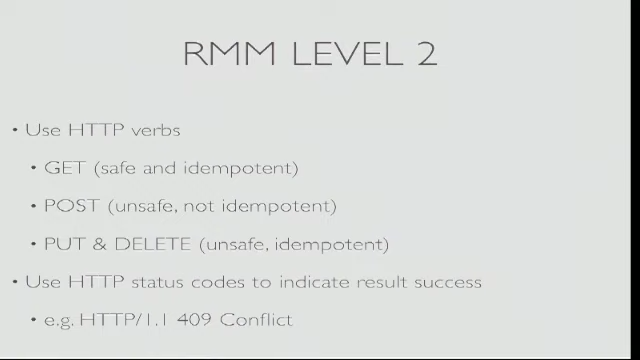 RMM LEVEL 2
• Use HTTP verbs
• GET (safe and idempotent)
• POST (unsafe, not idempotent)
• PUT & DELETE (unsafe, idempotent)
• Use HTTP status codes to indicate result success
• e.g. HTTP/1.1 409 Conflict